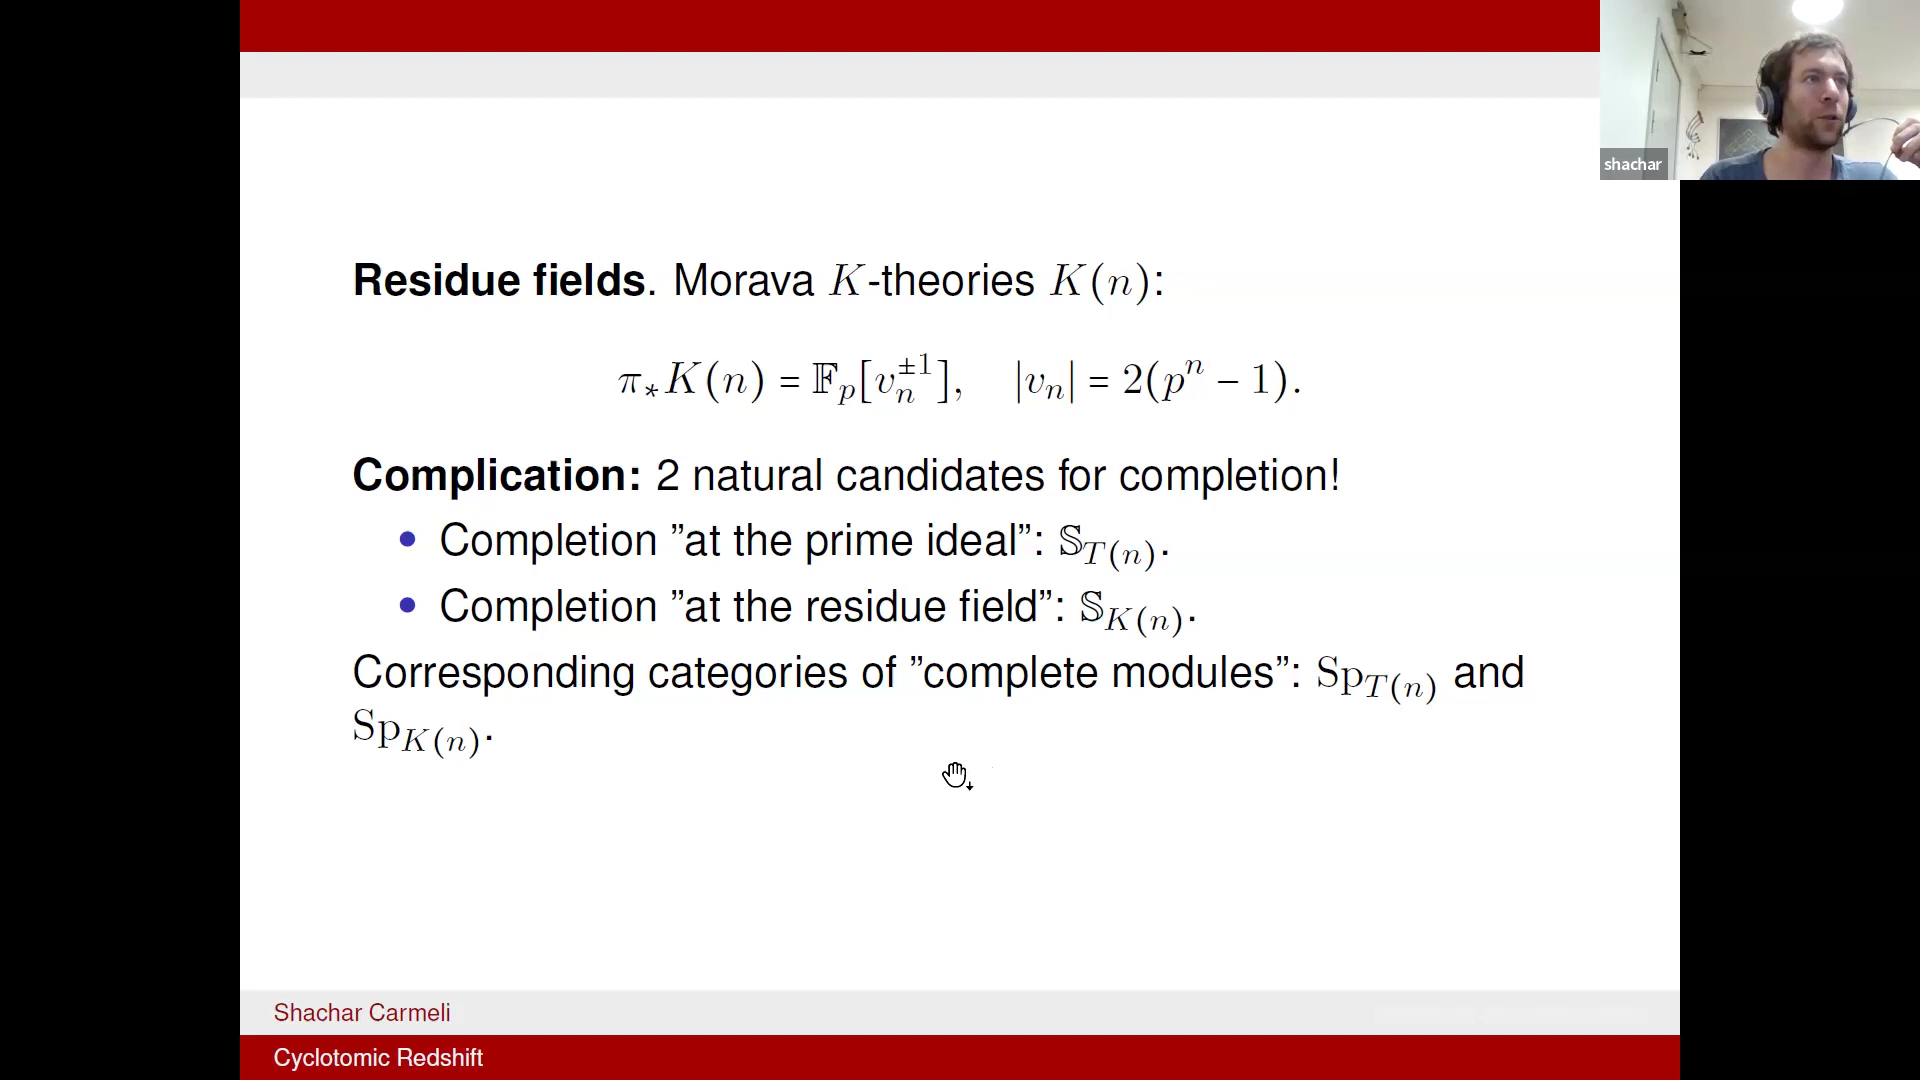 shachar
Residue fields. Morava K-theories K(n):
π_*K(n) = 𝔽_p[v_n^{±1}], |v_n| = 2(p^n − 1).
Complication: 2 natural candidates for completion!
• Completion ”at the prime ideal”: 𝕊_{T(n)}.
• Completion ”at the residue field”: 𝕊_{K(n)}.
Corresponding categories of ”complete modules”: Sp_{T(n)} and
Sp_{K(n)}.
Shachar Carmeli
Cyclotomic Redshift